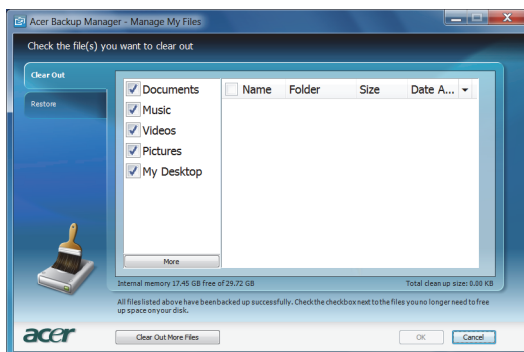 Acer Backup Manager - Manage My Files
Check the file(s) you want to clear out
Clear Out
Restore
Documents
Music
Videos
Pictures
My Desktop
More
Name Folder Size Date A...
Internal memory 17.45 GB free of 29.72 GB
Total clean up size: 0.00 KB
All files listed above have been backed up successfully. Check the checkbox next to the files you no longer need to free
up space on your disk.
acer
Clear Out More Files
OK
Cancel